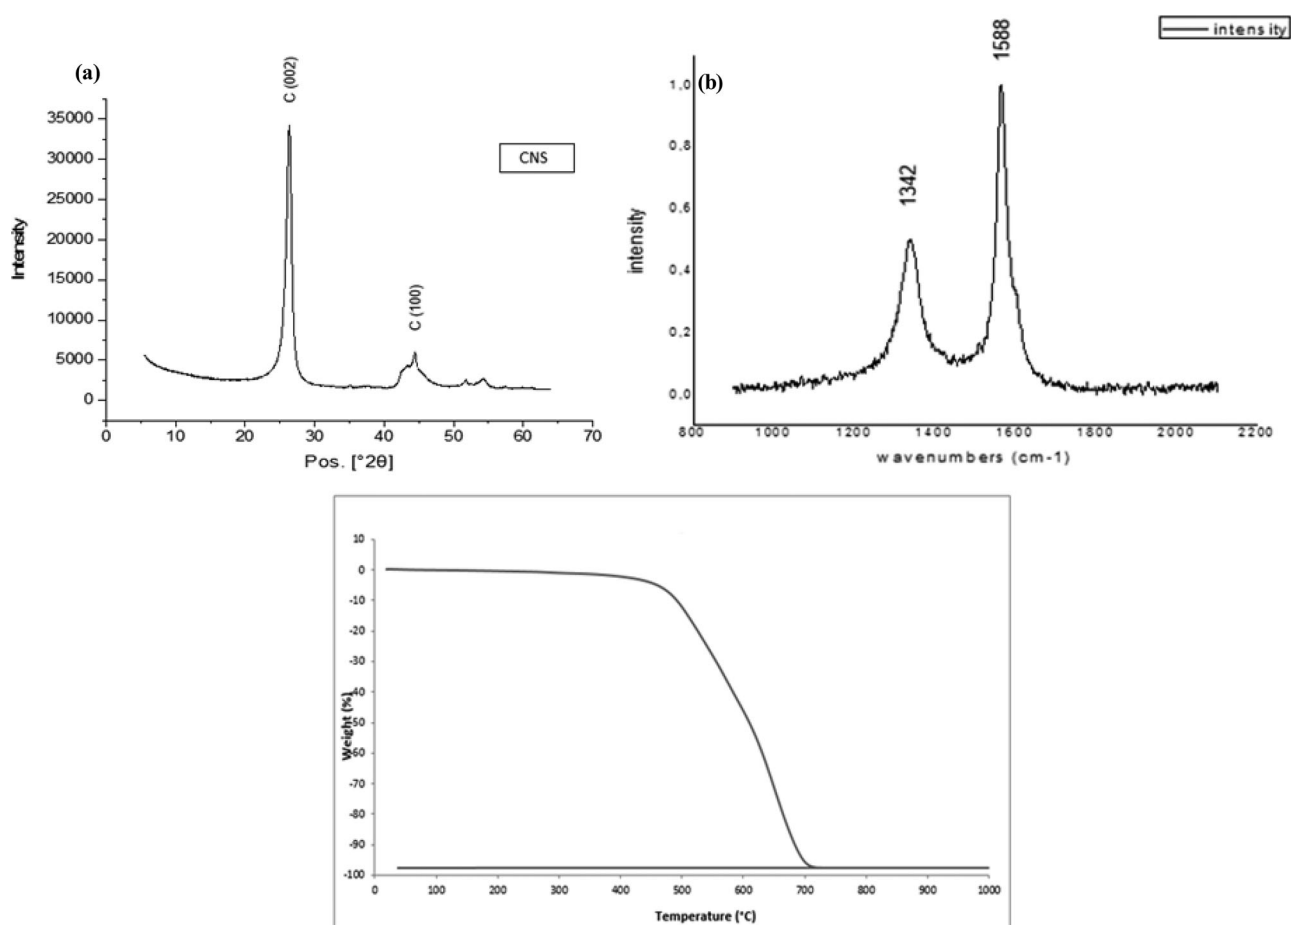 (a)
C (002)
CNS
C (100)
Intensity
35000
30000
25000
20000
15000
10000
5000
0
0 10 20 30 40 50 60 70
Pos. [°2θ]
intensity
(b)
1588
1342
intensity
1.0
0.8
0.6
0.4
0.2
0.0
800 1000 1200 1400 1600 1800 2000 2200
wavenumbers (cm-1)
Weight (%)
10
0
-10
-20
-30
-40
-50
-60
-70
-80
-90
-100
0 100 200 300 400 500 600 700 800 900 1000
Temperature (°C)